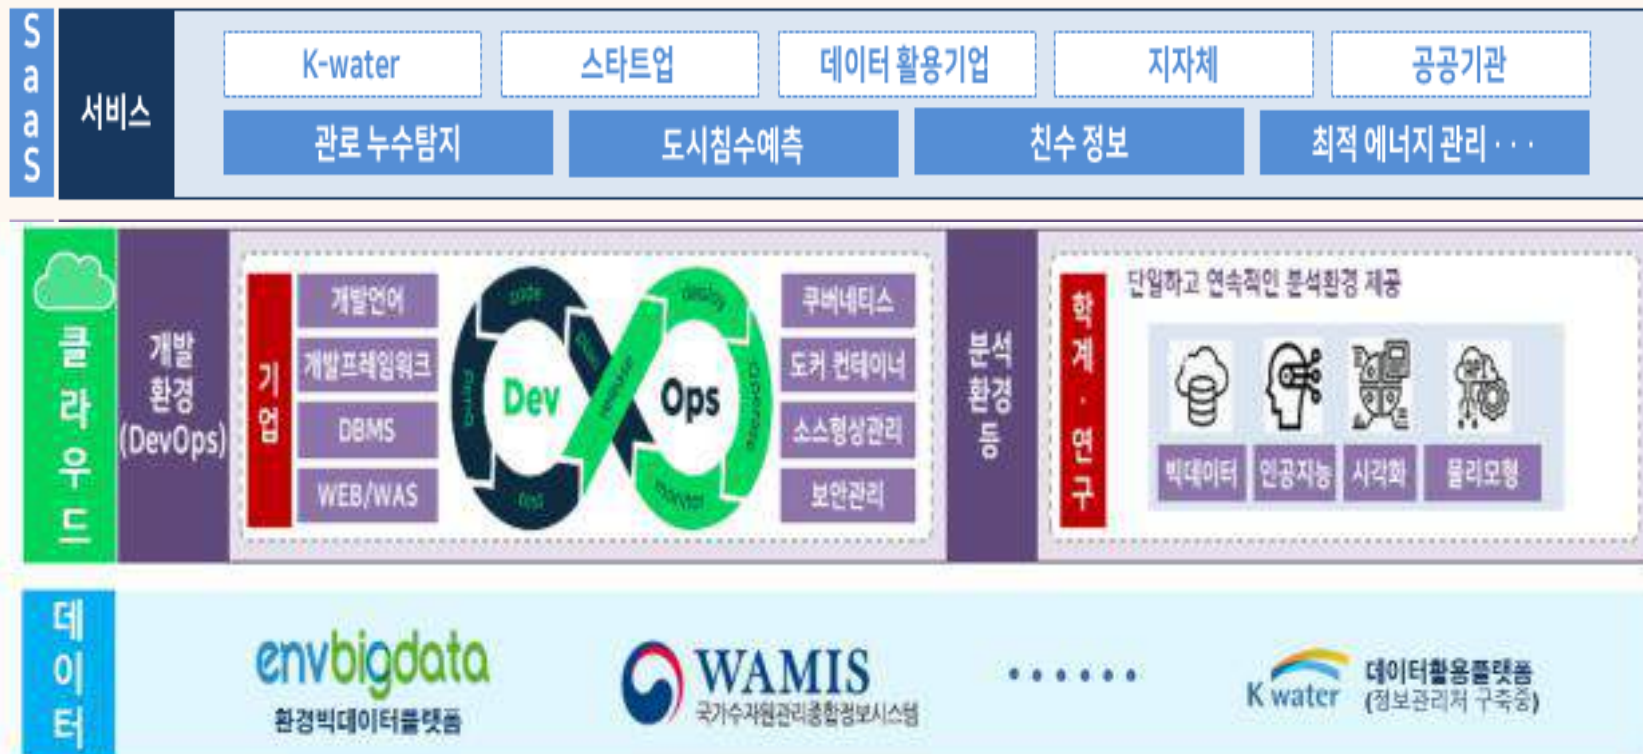 SaaS
서비스
K-water
스타트업
데이터 활용기업
지자체
공공기관
관로 누수탐지
도시침수예측
친수 정보
최적 에너지 관리 · · ·
클라우드
개발
환경
(DevOps)
기업
개발언어
개발프레임워크
DBMS
WEB/WAS
code
build
test
plan
release
deploy
operate
monitor
Dev
Ops
쿠버네티스
도커 컨테이너
소스형상관리
보안관리
분석
환경
등
학계 · 연구
단일하고 연속적인 분석환경 제공
빅데이터
인공지능
시각화
물리모형
데이터
envbigdata
환경빅데이터플랫폼
WAMIS
국가수자원관리종합정보시스템
· · · · · ·
K water
데이터활용플랫폼
(정보관리처 구축중)